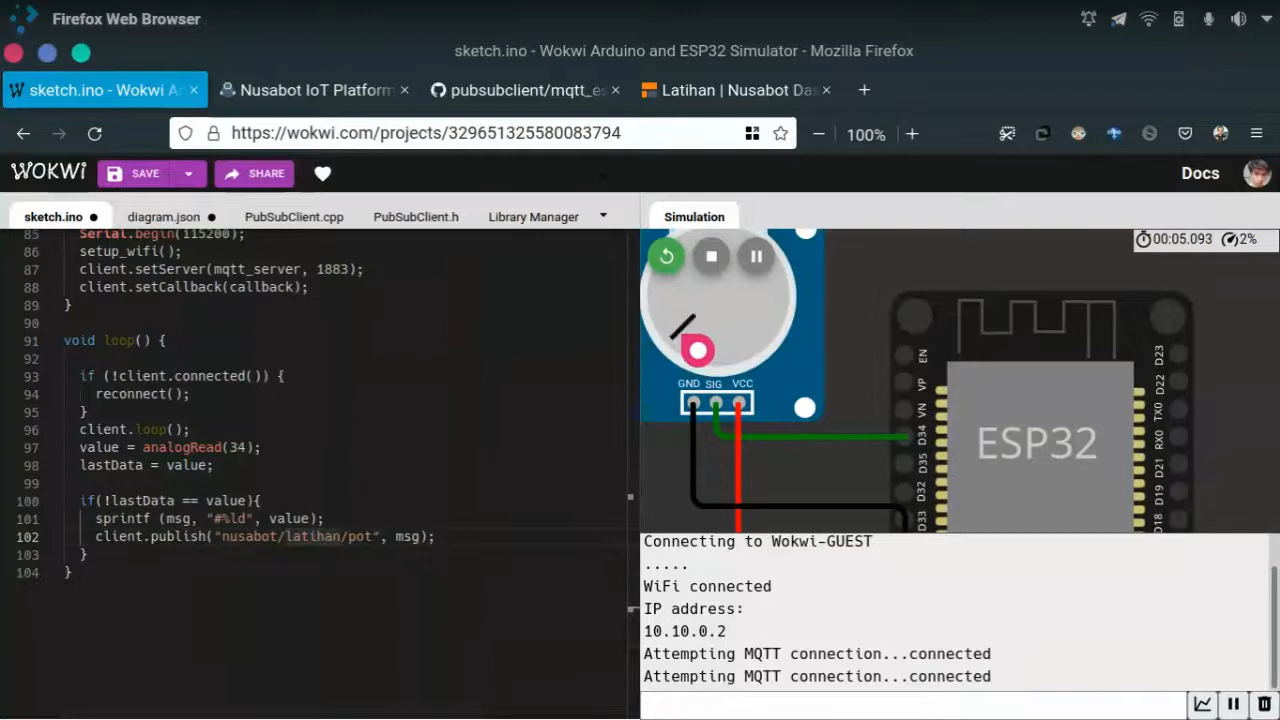 Firefox Web Browser
sketch.ino - Wokwi Arduino and ESP32 Simulator - Mozilla Firefox
sketch.ino - Wokwi Ar
Nusabot IoT Platform
pubsubclient/mqtt_es
Latihan | Nusabot Das
https://wokwi.com/projects/329651325580083794
100%
WOKWi
SAVE
SHARE
Docs
sketch.ino
diagram.json
PubSubClient.cpp
PubSubClient.h
Library Manager
Simulation
85 Serial.begin(115200);
86 setup_wifi();
87 client.setServer(mqtt_server, 1883);
88 client.setCallback(callback);
89 }
90
91 void loop() {
92
93 if (!client.connected()) {
94 reconnect();
95 }
96 client.loop();
97 value = analogRead(34);
98 lastData = value;
99
100 if(!lastData == value){
101 sprintf (msg, "#%ld", value);
102 client.publish("nusabot/latihan/pot", msg);
103 }
104 }
00:05.093
2%
GND SIG VCC
EN
VP
VN
D34
D35
D32
D33
ESP32
D23
D22
TX0
RX0
D21
D19
D18
Connecting to Wokwi-GUEST
.....
WiFi connected
IP address:
10.10.0.2
Attempting MQTT connection...connected
Attempting MQTT connection...connected